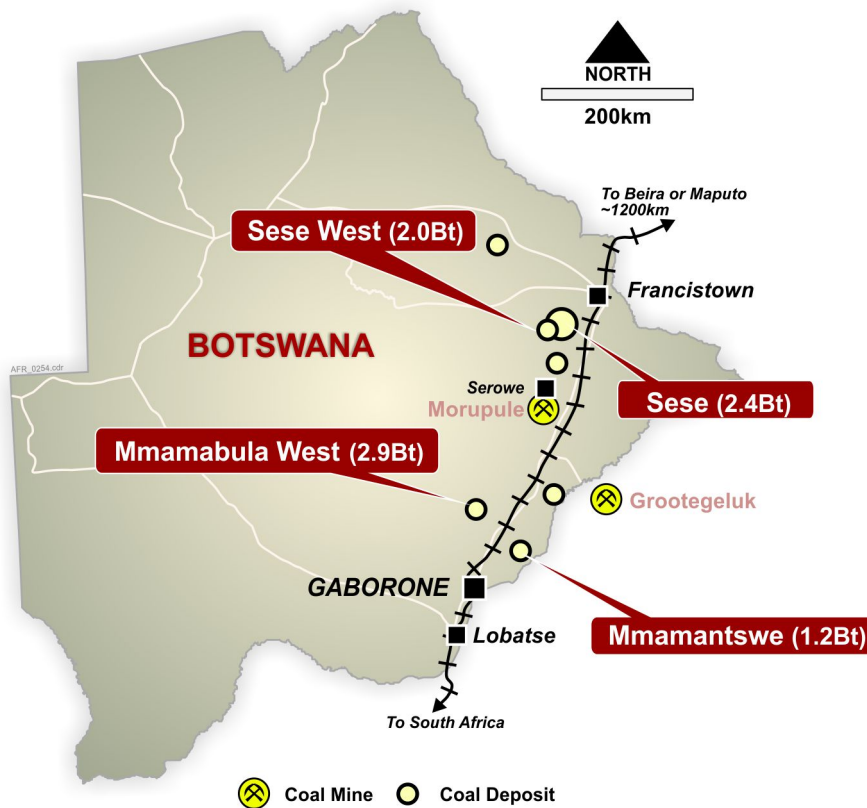 NORTH
200km
To Beira or Maputo
~1200km
Sese West (2.0Bt)
Francistown
BOTSWANA
AFR_0254.cdr
Serowe
Morupule
Sese (2.4Bt)
Mmamabula West (2.9Bt)
Grootegeluk
GABORONE
Lobatse
Mmamantswe (1.2Bt)
To South Africa
Coal Mine
Coal Deposit